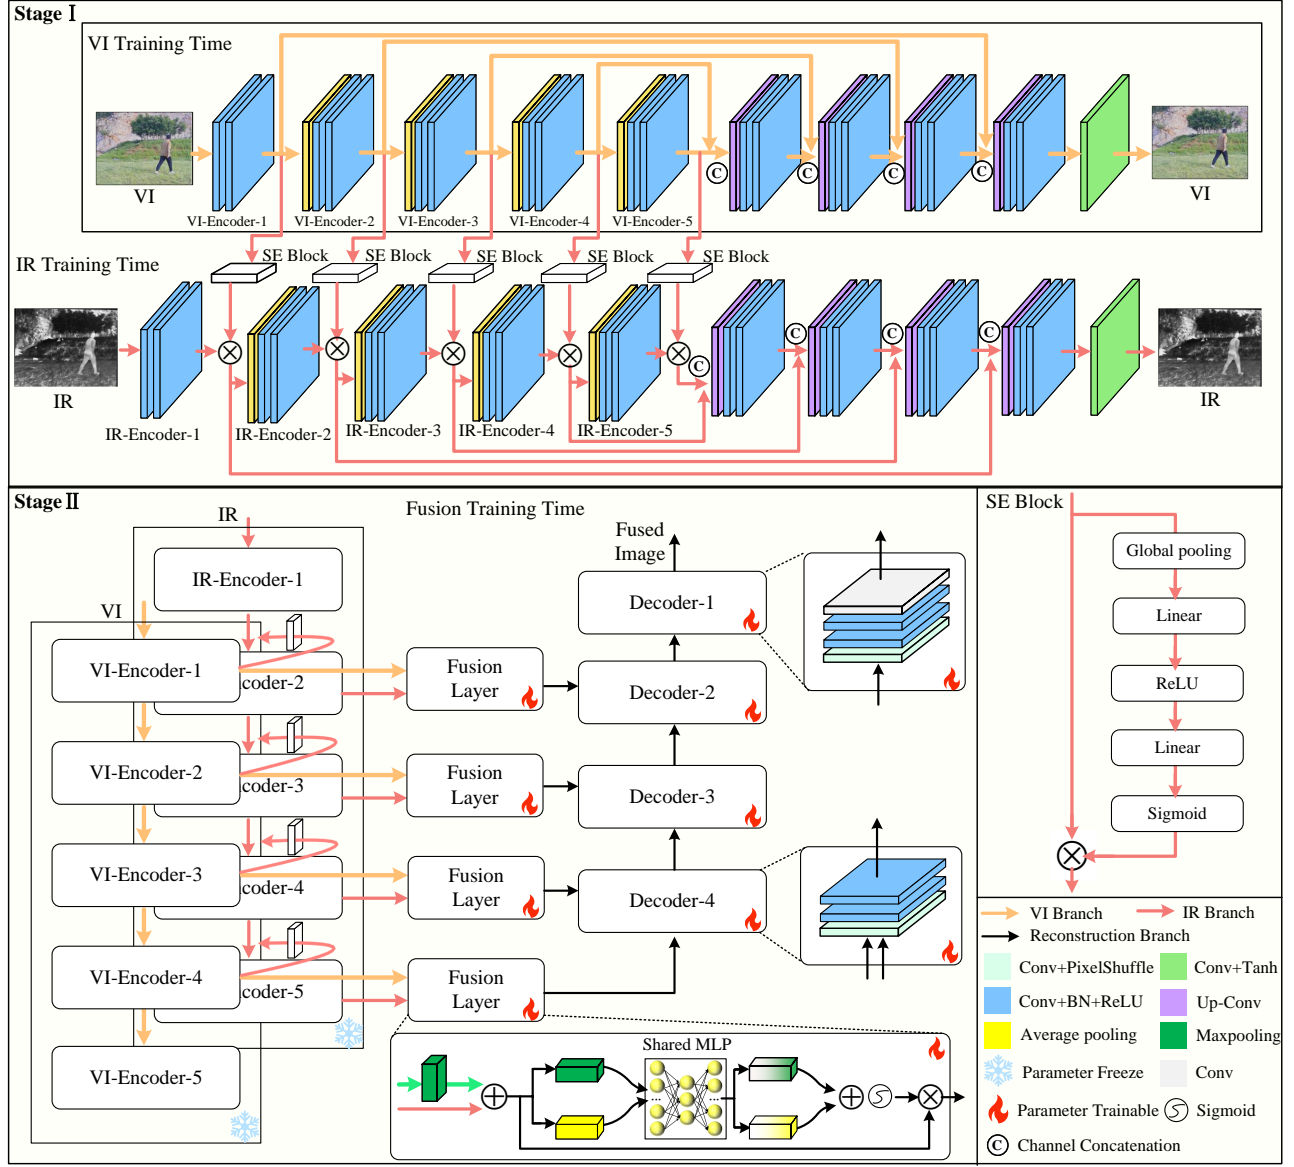 Stage Ⅰ
VI Training Time
VI
VI-Encoder-1
VI-Encoder-2
VI-Encoder-3
VI-Encoder-4
VI-Encoder-5
C
C
C
C
VI
IR Training Time
SE Block
SE Block
SE Block
SE Block
SE Block
IR
IR-Encoder-1
IR-Encoder-2
IR-Encoder-3
IR-Encoder-4
IR-Encoder-5
C
C
C
C
IR
Stage Ⅱ
Fusion Training Time
IR
IR-Encoder-1
VI
VI-Encoder-1
coder-2
VI-Encoder-2
coder-3
VI-Encoder-3
coder-4
VI-Encoder-4
coder-5
VI-Encoder-5
Fusion
Layer
Fusion
Layer
Fusion
Layer
Fusion
Layer
Fused
Image
Decoder-1
Decoder-2
Decoder-3
Decoder-4
Shared MLP
SE Block
Global pooling
Linear
ReLU
Linear
Sigmoid
VI Branch
IR Branch
Reconstruction Branch
Conv+PixelShuffle
Conv+Tanh
Conv+BN+ReLU
Up-Conv
Average pooling
Maxpooling
Parameter Freeze
Conv
Parameter Trainable
Sigmoid
C
Channel Concatenation